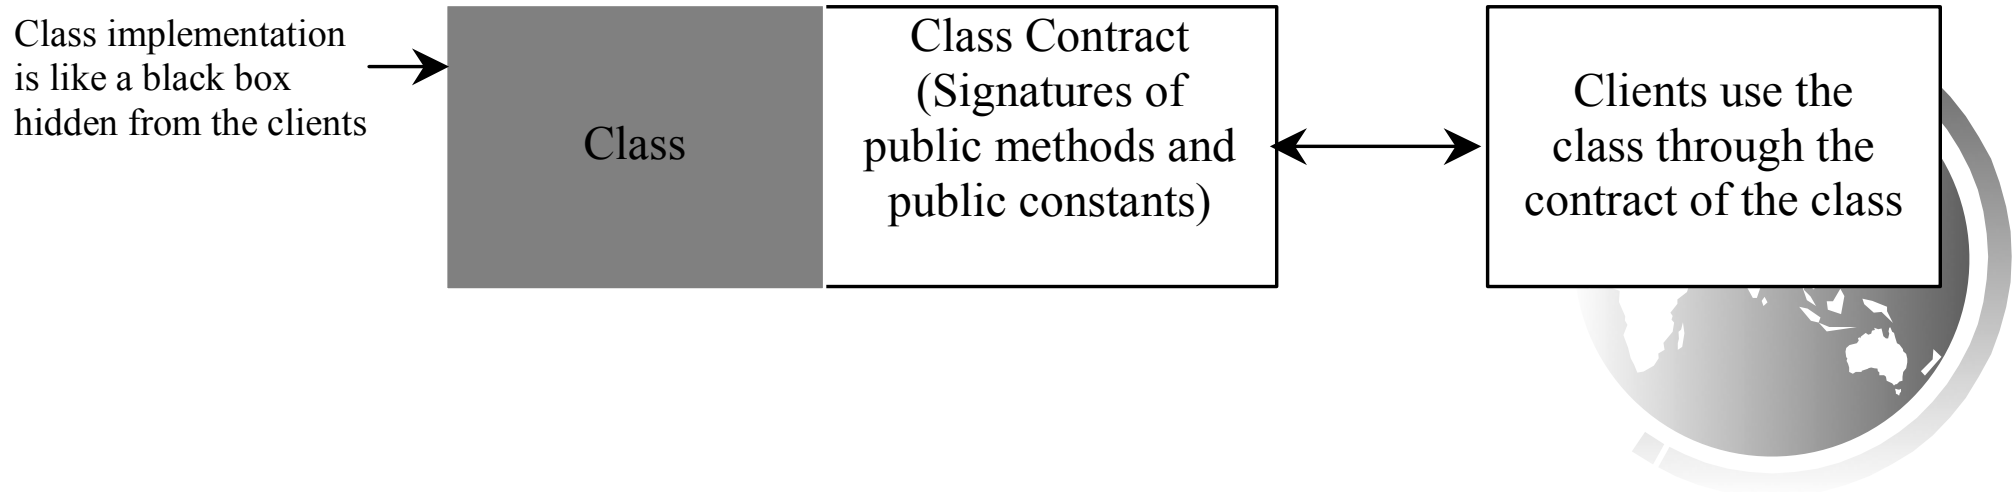 Class implementation
is like a black box
hidden from the clients
Class
Class Contract
(Signatures of
public methods and
public constants)
Clients use the
class through the
contract of the class